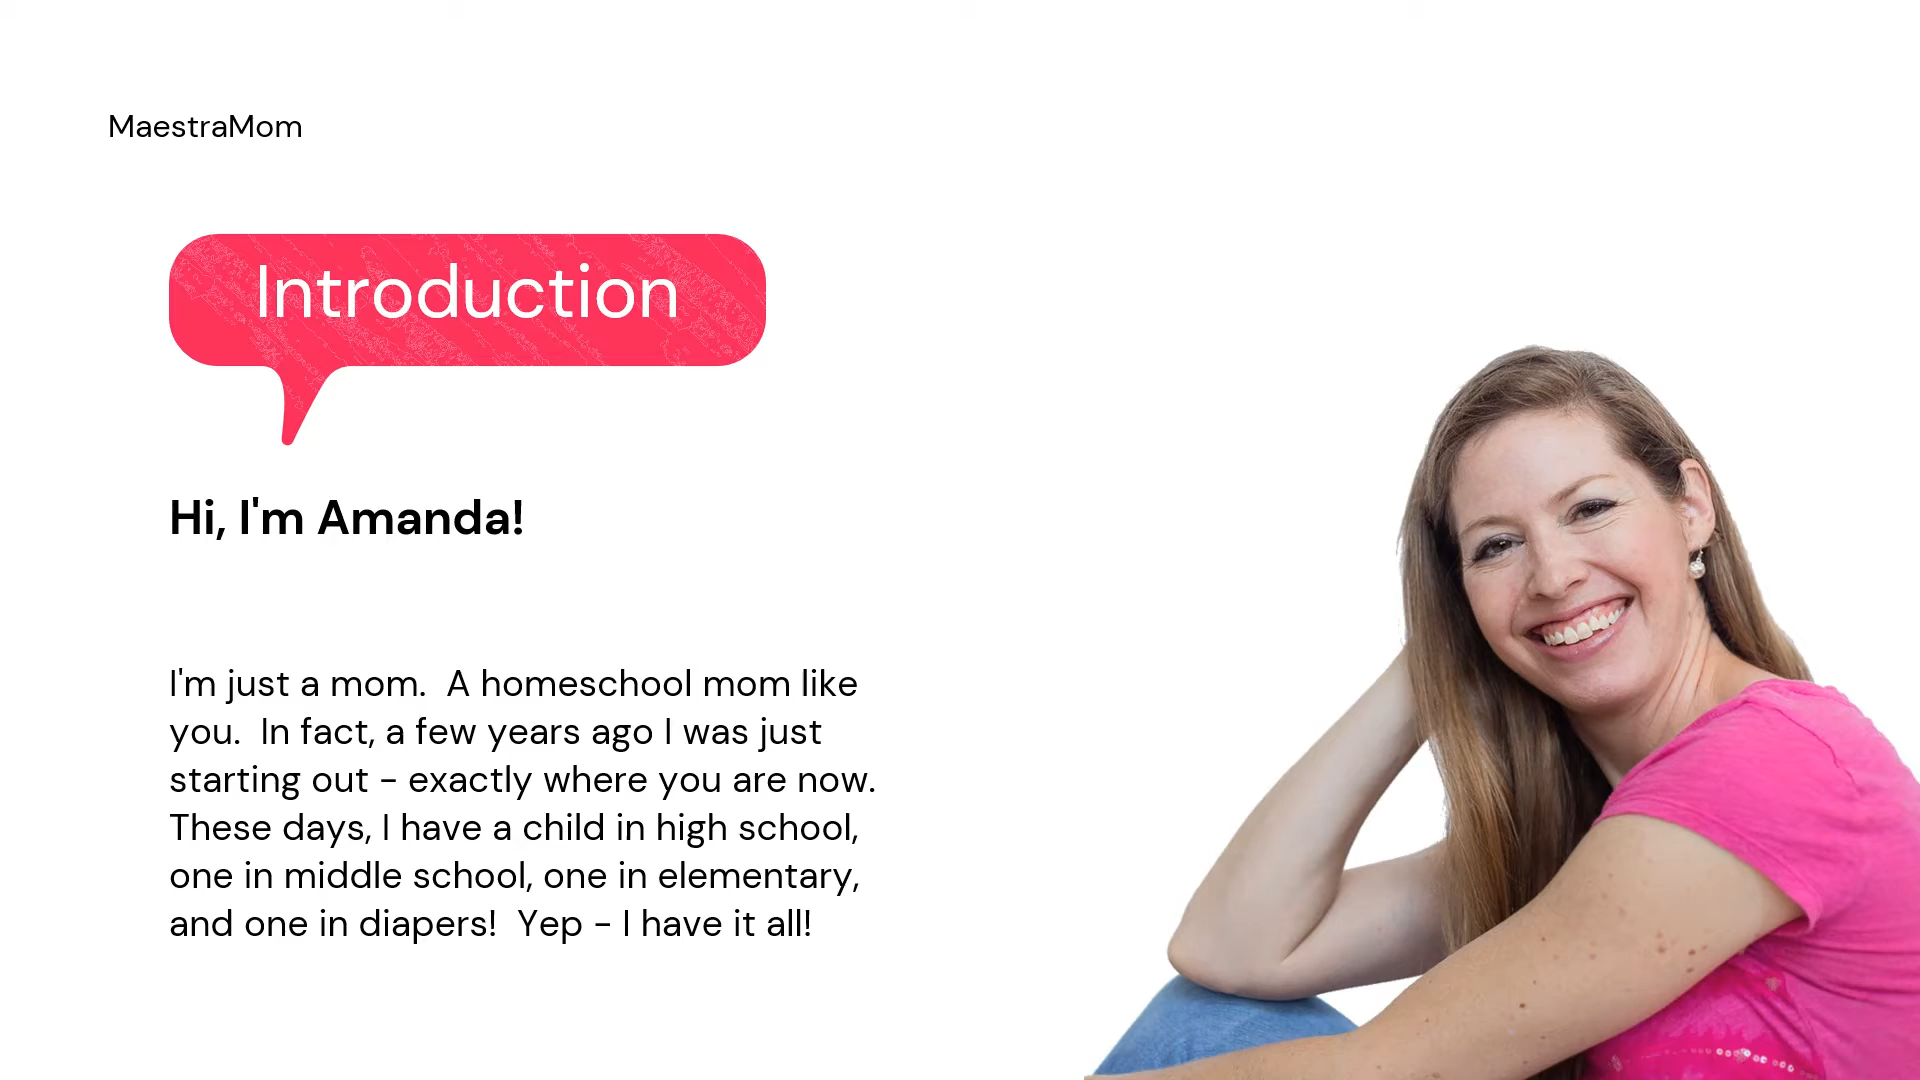 MaestraMom
Introduction
Hi, I'm Amanda!
I'm just a mom.  A homeschool mom like
you.  In fact, a few years ago I was just
starting out - exactly where you are now.
These days, I have a child in high school,
one in middle school, one in elementary,
and one in diapers!  Yep - I have it all!